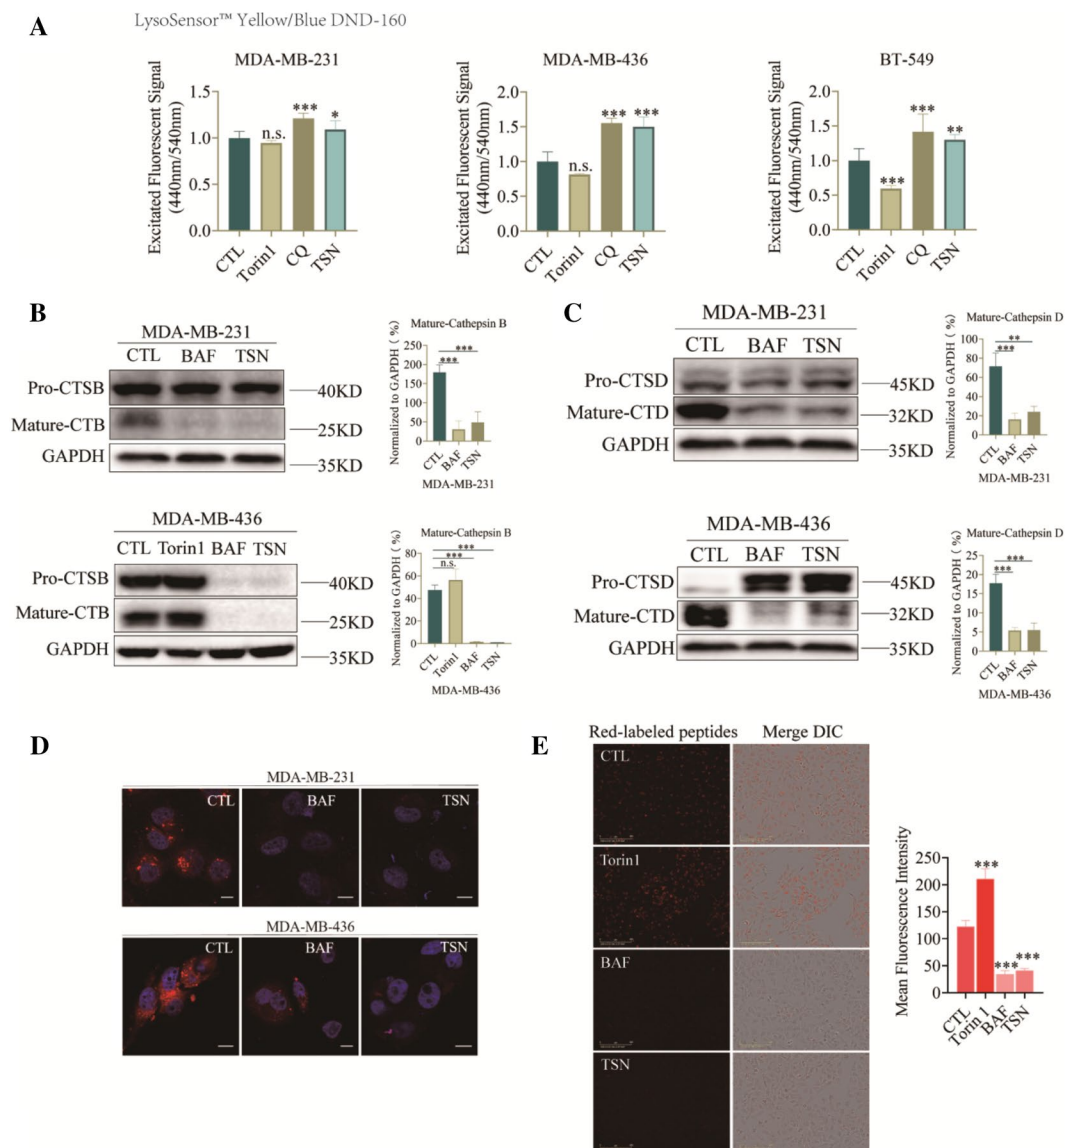 A
LysoSensor™ Yellow/Blue DND-160
MDA-MB-231
Excitated Fluorescent Signal
(440nm/540nm)
1.5
1.0
0.5
0.0
n.s.
***
*
CTL
Torin1
CQ
TSN
MDA-MB-436
Excitated Fluorescent Signal
(440nm/540nm)
2.0
1.5
1.0
0.5
0.0
n.s.
***
***
CTL
Torin1
CQ
TSN
BT-549
Excitated Fluorescent Signal
(440nm/540nm)
2.0
1.5
1.0
0.5
0.0
***
***
**
CTL
Torin1
CQ
TSN
B
MDA-MB-231
CTL BAF TSN
Pro-CTSB 40KD
Mature-CTB 25KD
GAPDH 35KD
Mature-Cathepsin B
Normalized to GAPDH ( %)
250
200
150
100
50
0
***
***
CTL
BAF
TSN
MDA-MB-231
MDA-MB-436
CTL Torin1 BAF TSN
Pro-CTSB 40KD
Mature-CTB 25KD
GAPDH 35KD
Mature-Cathepsin B
Normalized to GAPDH ( %)
80
60
40
20
0
***
***
n.s.
CTL
Torin1
BAF
TSN
MDA-MB-436
C
MDA-MB-231
CTL BAF TSN
Pro-CTSD 45KD
Mature-CTD 32KD
GAPDH 35KD
Mature-Cathepsin D
Normalized to GAPDH ( %)
100
80
60
40
20
0
**
***
CTL
BAF
TSN
MDA-MB-231
MDA-MB-436
CTL BAF TSN
Pro-CTSD 45KD
Mature-CTD 32KD
GAPDH 35KD
Mature-Cathepsin D
Normalized to GAPDH ( %)
25
20
15
10
5
0
***
***
CTL
BAF
TSN
MDA-MB-436
D
MDA-MB-231
CTL BAF TSN
MDA-MB-436
CTL BAF TSN
E
Red-labeled peptides Merge DIC
CTL
Torin1
BAF
TSN
Mean Fluorescence Intensity
250
200
150
100
50
0
***
***
***
CTL
Torin 1
BAF
TSN